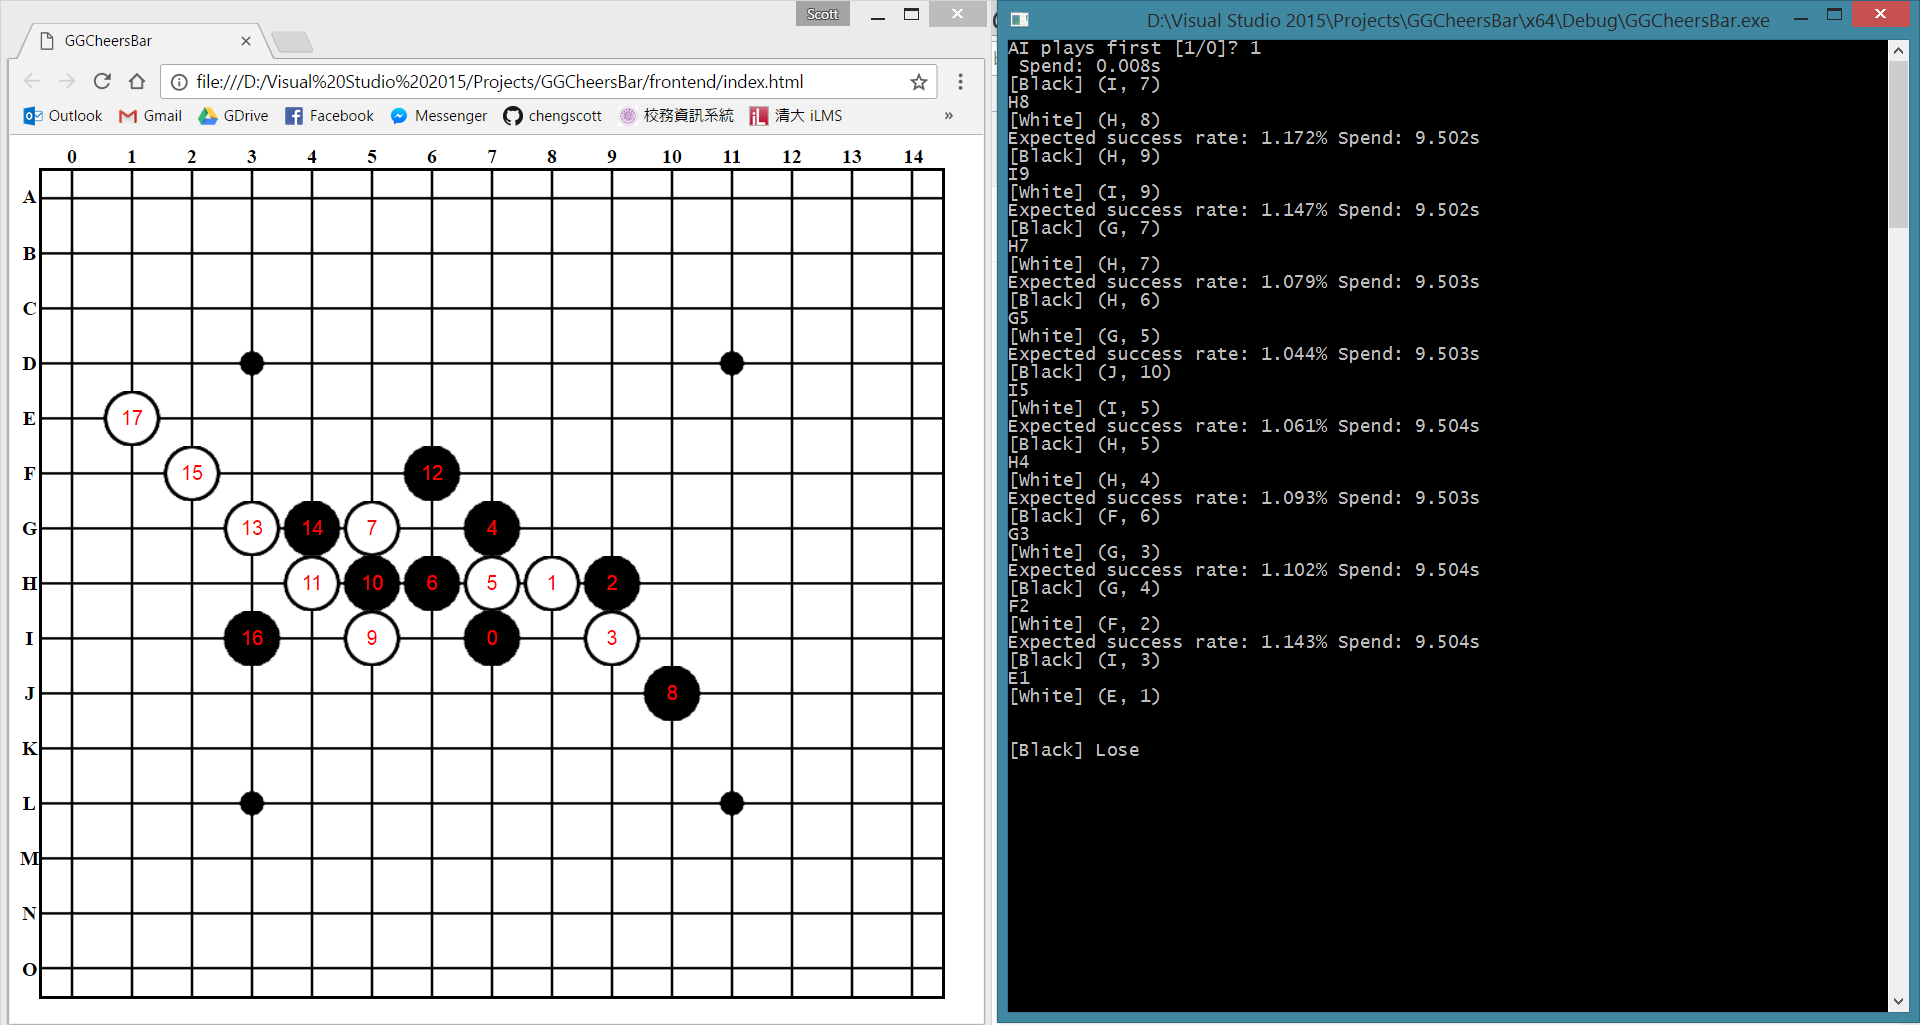 Scott
GGCheersBar
file:///D:/Visual%20Studio%202015/Projects/GGCheersBar/frontend/index.html
Outlook Gmail GDrive Facebook Messenger chengscott 校務資訊系統 清大 iLMS »
0 1 2 3 4 5 6 7 8 9 10 11 12 13 14
A
B
C
D
E 17
F 15 12
G 13 14 7 4
H 11 10 6 5 1 2
I 16 9 0 3
J 8
K
L
M
N
O
D:\Visual Studio 2015\Projects\GGCheersBar\x64\Debug\GGCheersBar.exe
AI plays first [1/0]? 1
Spend: 0.008s
[Black] (I, 7)
H8
[White] (H, 8)
Expected success rate: 1.172% Spend: 9.502s
[Black] (H, 9)
I9
[White] (I, 9)
Expected success rate: 1.147% Spend: 9.502s
[Black] (G, 7)
H7
[White] (H, 7)
Expected success rate: 1.079% Spend: 9.503s
[Black] (H, 6)
G5
[White] (G, 5)
Expected success rate: 1.044% Spend: 9.503s
[Black] (J, 10)
I5
[White] (I, 5)
Expected success rate: 1.061% Spend: 9.504s
[Black] (H, 5)
H4
[White] (H, 4)
Expected success rate: 1.093% Spend: 9.503s
[Black] (F, 6)
G3
[White] (G, 3)
Expected success rate: 1.102% Spend: 9.504s
[Black] (G, 4)
F2
[White] (F, 2)
Expected success rate: 1.143% Spend: 9.504s
[Black] (I, 3)
E1
[White] (E, 1)
[Black] Lose